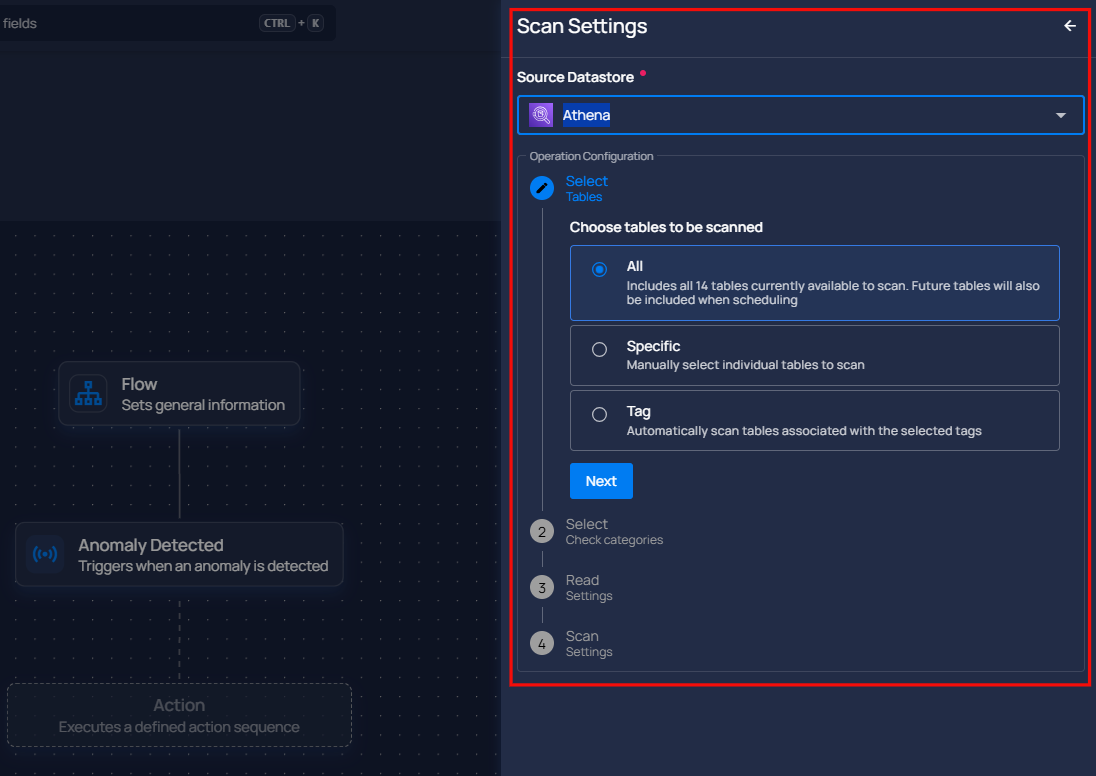 fields
CTRL + K
Flow
Sets general information
Anomaly Detected
Triggers when an anomaly is detected
Action
Executes a defined action sequence
Scan Settings
Source Datastore
Athena
Operation Configuration
Select
Tables
Choose tables to be scanned
All
Includes all 14 tables currently available to scan. Future tables will also
be included when scheduling
Specific
Manually select individual tables to scan
Tag
Automatically scan tables associated with the selected tags
Next
2
Select
Check categories
3
Read
Settings
4
Scan
Settings